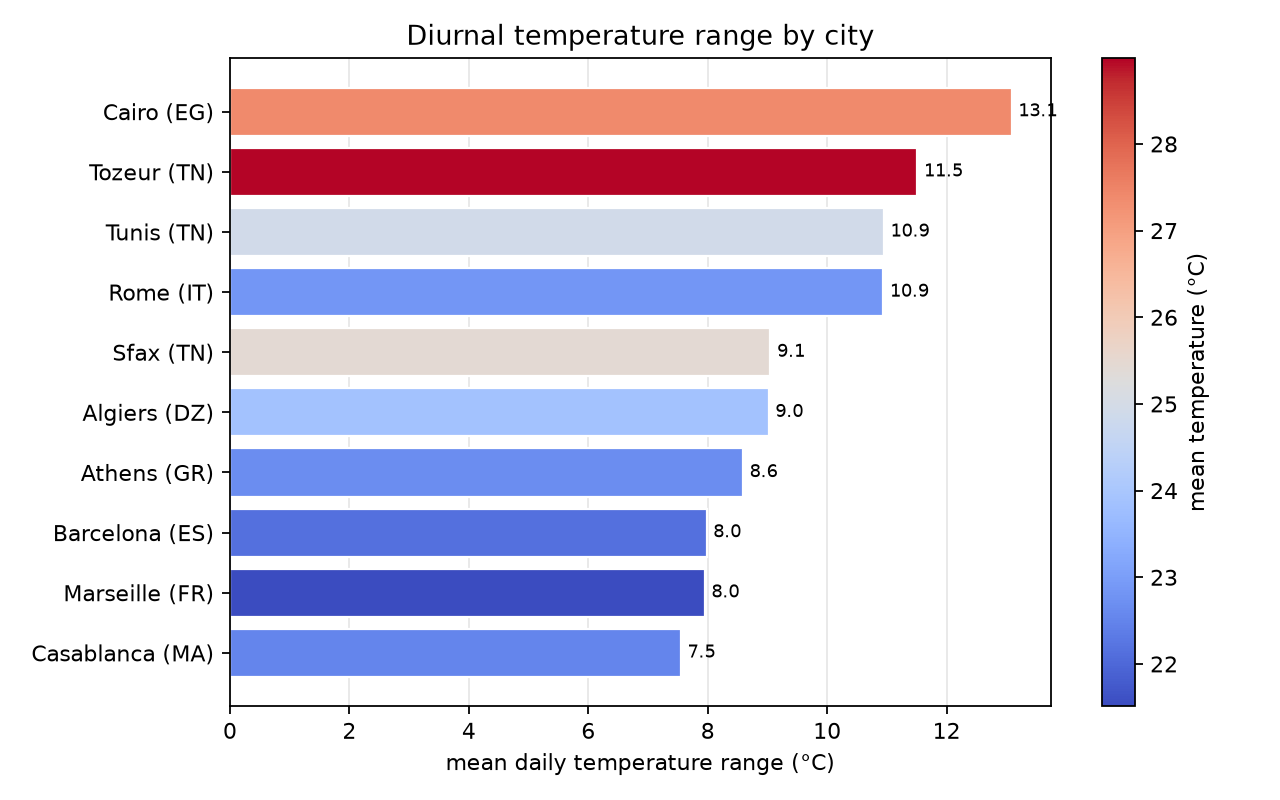 Diurnal temperature range by city
Cairo (EG)
13.1
Tozeur (TN)
11.5
Tunis (TN)
10.9
Rome (IT)
10.9
Sfax (TN)
9.1
Algiers (DZ)
9.0
Athens (GR)
8.6
Barcelona (ES)
8.0
Marseille (FR)
8.0
Casablanca (MA)
7.5
0 2 4 6 8 10 12
mean daily temperature range (°C)
28
27
26
25
24
23
22
mean temperature (°C)